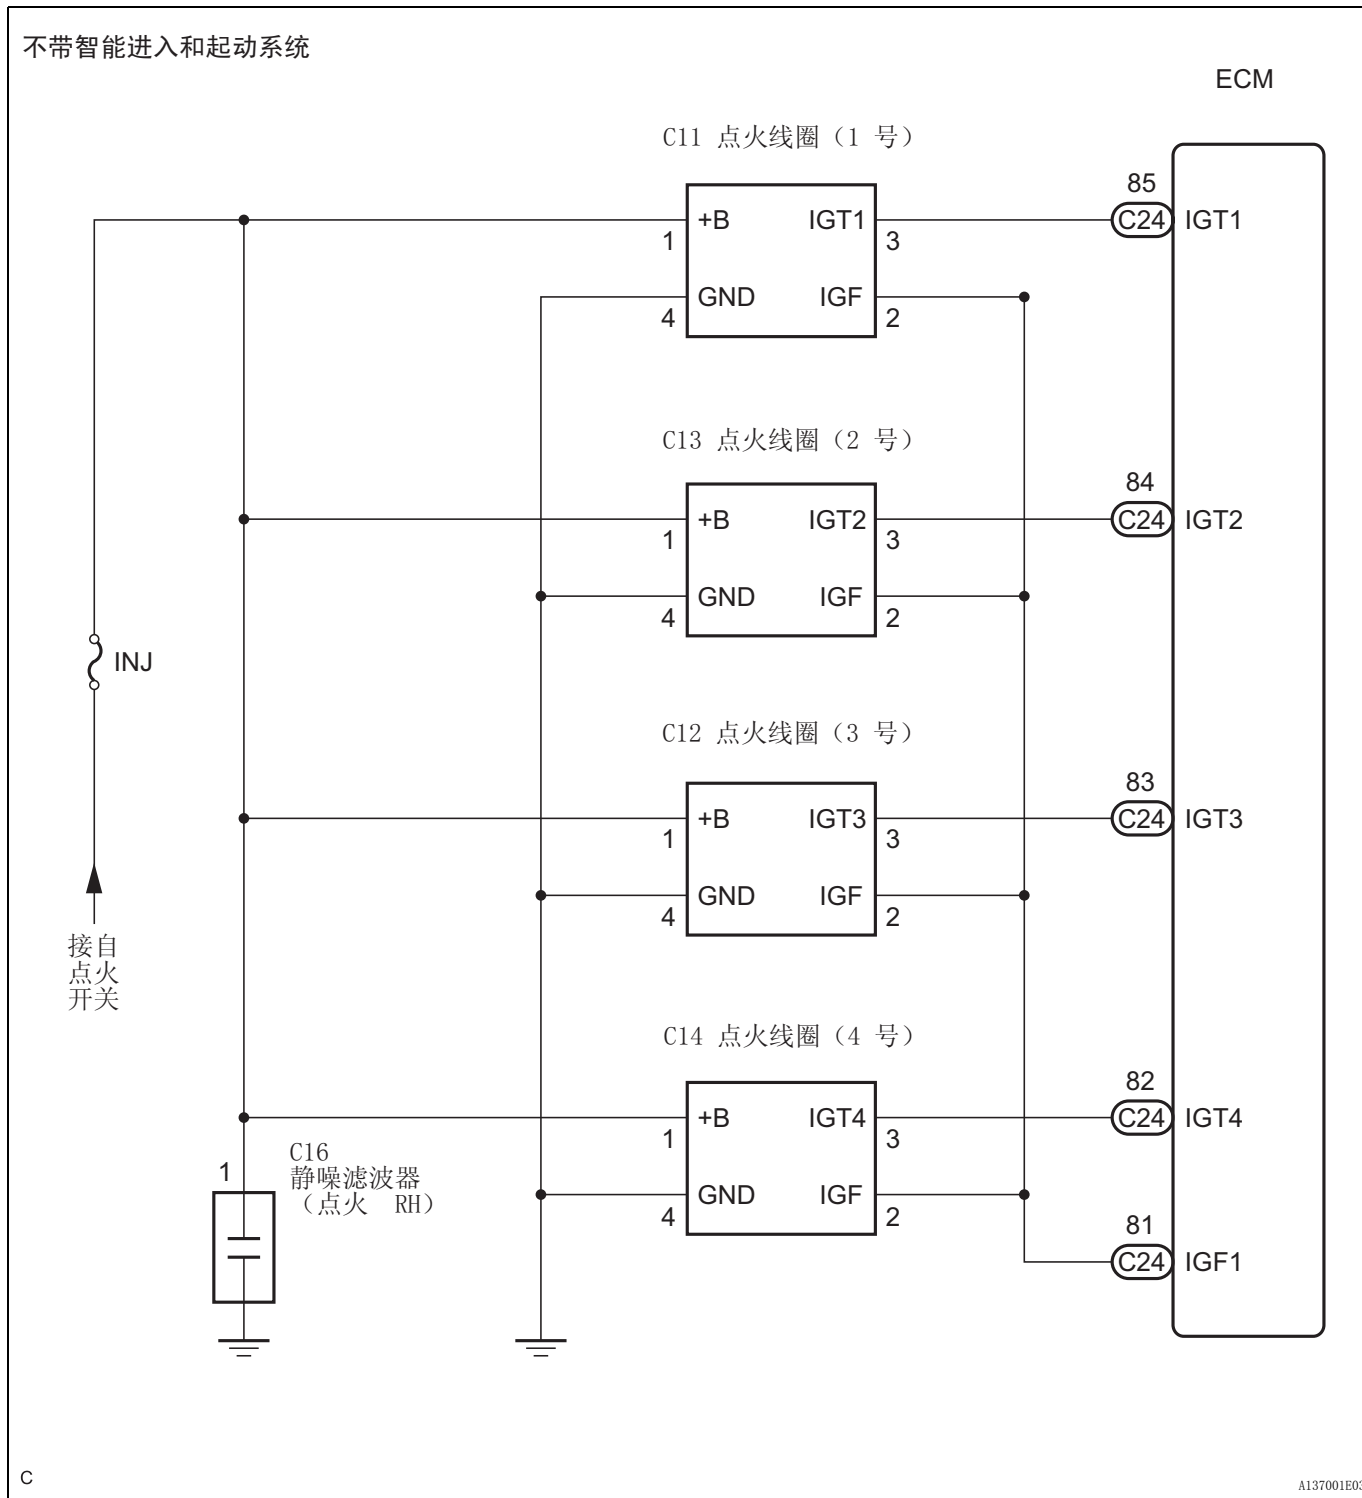 不带智能进入和起动系统
ECM
C11 点火线圈（1 号）
85
+B IGT1 C24 IGT1
1 3
GND IGF
4 2
C13 点火线圈（2 号）
84
+B IGT2 C24 IGT2
1 3
GND IGF
4 2
INJ
C12 点火线圈（3 号）
83
+B IGT3 C24 IGT3
1 3
GND IGF
4 2
接自
点火
开关
C14 点火线圈（4 号）
82
+B IGT4 C24 IGT4
1 3
C16
静噪滤波器
（点火 RH）
1
GND IGF
4 2
81
C24 IGF1
C
A137001E03